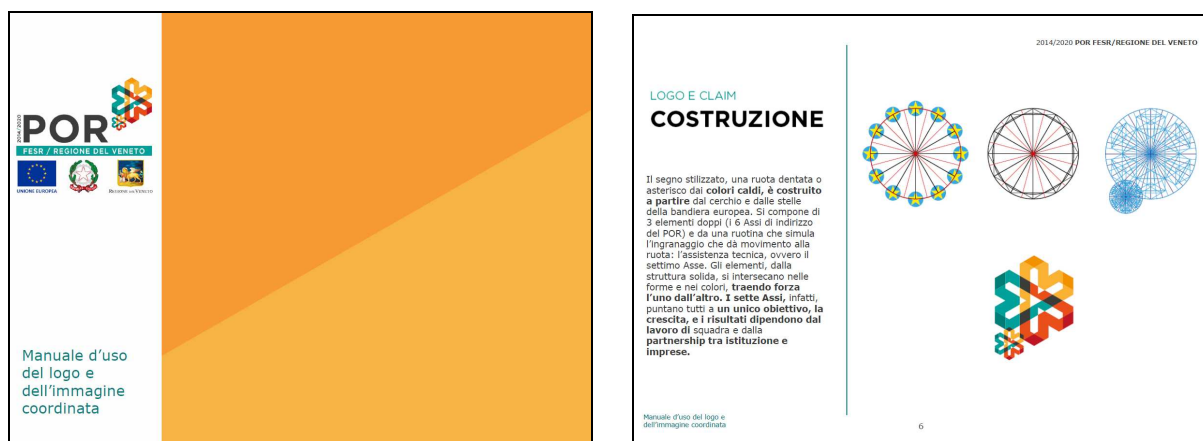 2014/2020
POR
FESR / REGIONE DEL VENETO
UNIONE EUROPEA
REGIONE DEL VENETO
Manuale d'uso
del logo e
dell'immagine
coordinata
2014/2020 POR FESR/REGIONE DEL VENETO
LOGO E CLAIM
COSTRUZIONE
Il segno stilizzato, una ruota dentata o
asterisco dai colori caldi, è costruito
a partire dal cerchio e dalle stelle
della bandiera europea. Si compone di
3 elementi doppi (i 6 Assi di indirizzo
del POR) e da una ruotina che simula
l'ingranaggio che dà movimento alla
ruota: l'assistenza tecnica, ovvero il
settimo Asse. Gli elementi, dalla
struttura solida, si intersecano nelle
forme e nei colori, traendo forza
l'uno dall'altro. I sette Assi, infatti,
puntano tutti a un unico obiettivo, la
crescita, e i risultati dipendono dal
lavoro di squadra e dalla
partnership tra istituzione e
imprese.
Manuale d'uso del logo e
dell'immagine coordinata
6